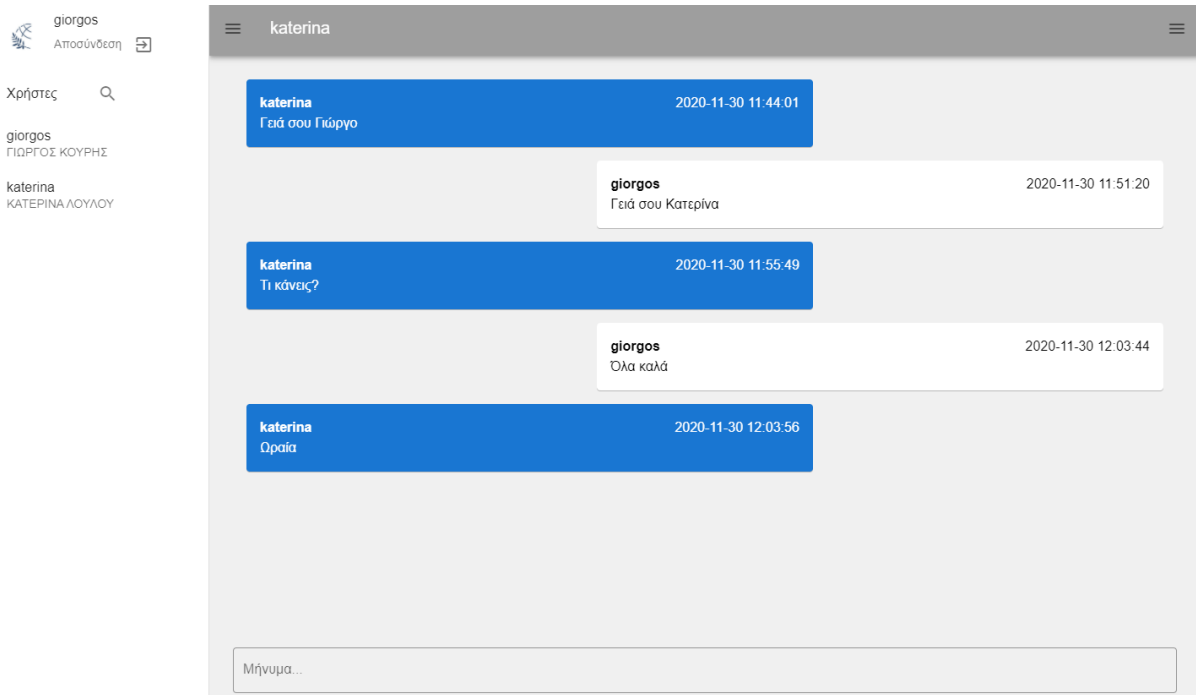 giorgos
Αποσύνδεση
Χρήστες
giorgos
ΓΙΩΡΓΟΣ ΚΟΥΡΗΣ
katerina
ΚΑΤΕΡΙΝΑ ΛΟΥΛΟΥ
katerina
katerina 2020-11-30 11:44:01
Γειά σου Γιώργο
giorgos 2020-11-30 11:51:20
Γειά σου Κατερίνα
katerina 2020-11-30 11:55:49
Τι κάνεις?
giorgos 2020-11-30 12:03:44
Όλα καλά
katerina 2020-11-30 12:03:56
Ωραία
Μήνυμα...